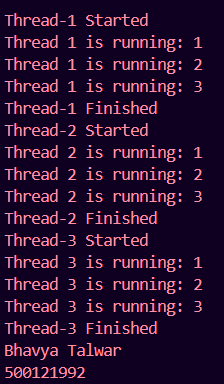 Thread-1 Started
Thread 1 is running: 1
Thread 1 is running: 2
Thread 1 is running: 3
Thread-1 Finished
Thread-2 Started
Thread 2 is running: 1
Thread 2 is running: 2
Thread 2 is running: 3
Thread-2 Finished
Thread-3 Started
Thread 3 is running: 1
Thread 3 is running: 2
Thread 3 is running: 3
Thread-3 Finished
Bhavya Talwar
500121992